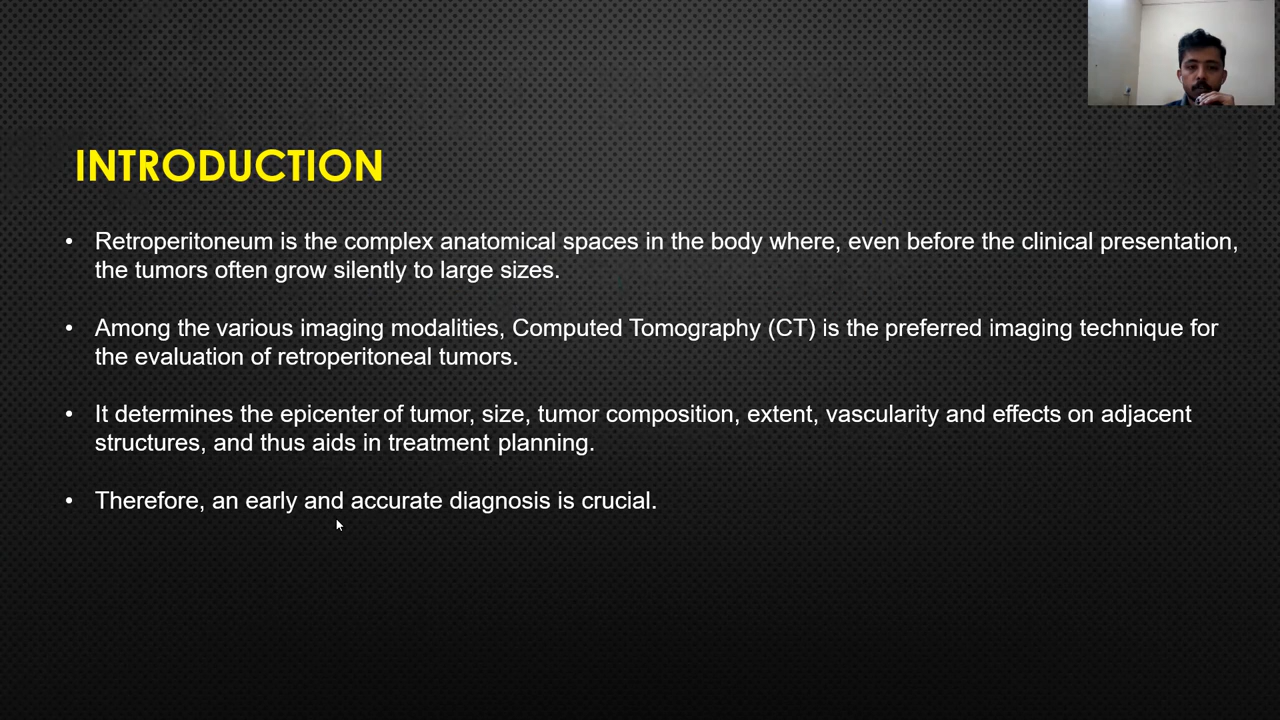 INTRODUCTION
• Retroperitoneum is the complex anatomical spaces in the body where, even before the clinical presentation,
the tumors often grow silently to large sizes.
• Among the various imaging modalities, Computed Tomography (CT) is the preferred imaging technique for
the evaluation of retroperitoneal tumors.
• It determines the epicenter of tumor, size, tumor composition, extent, vascularity and effects on adjacent
structures, and thus aids in treatment planning.
• Therefore, an early and accurate diagnosis is crucial.